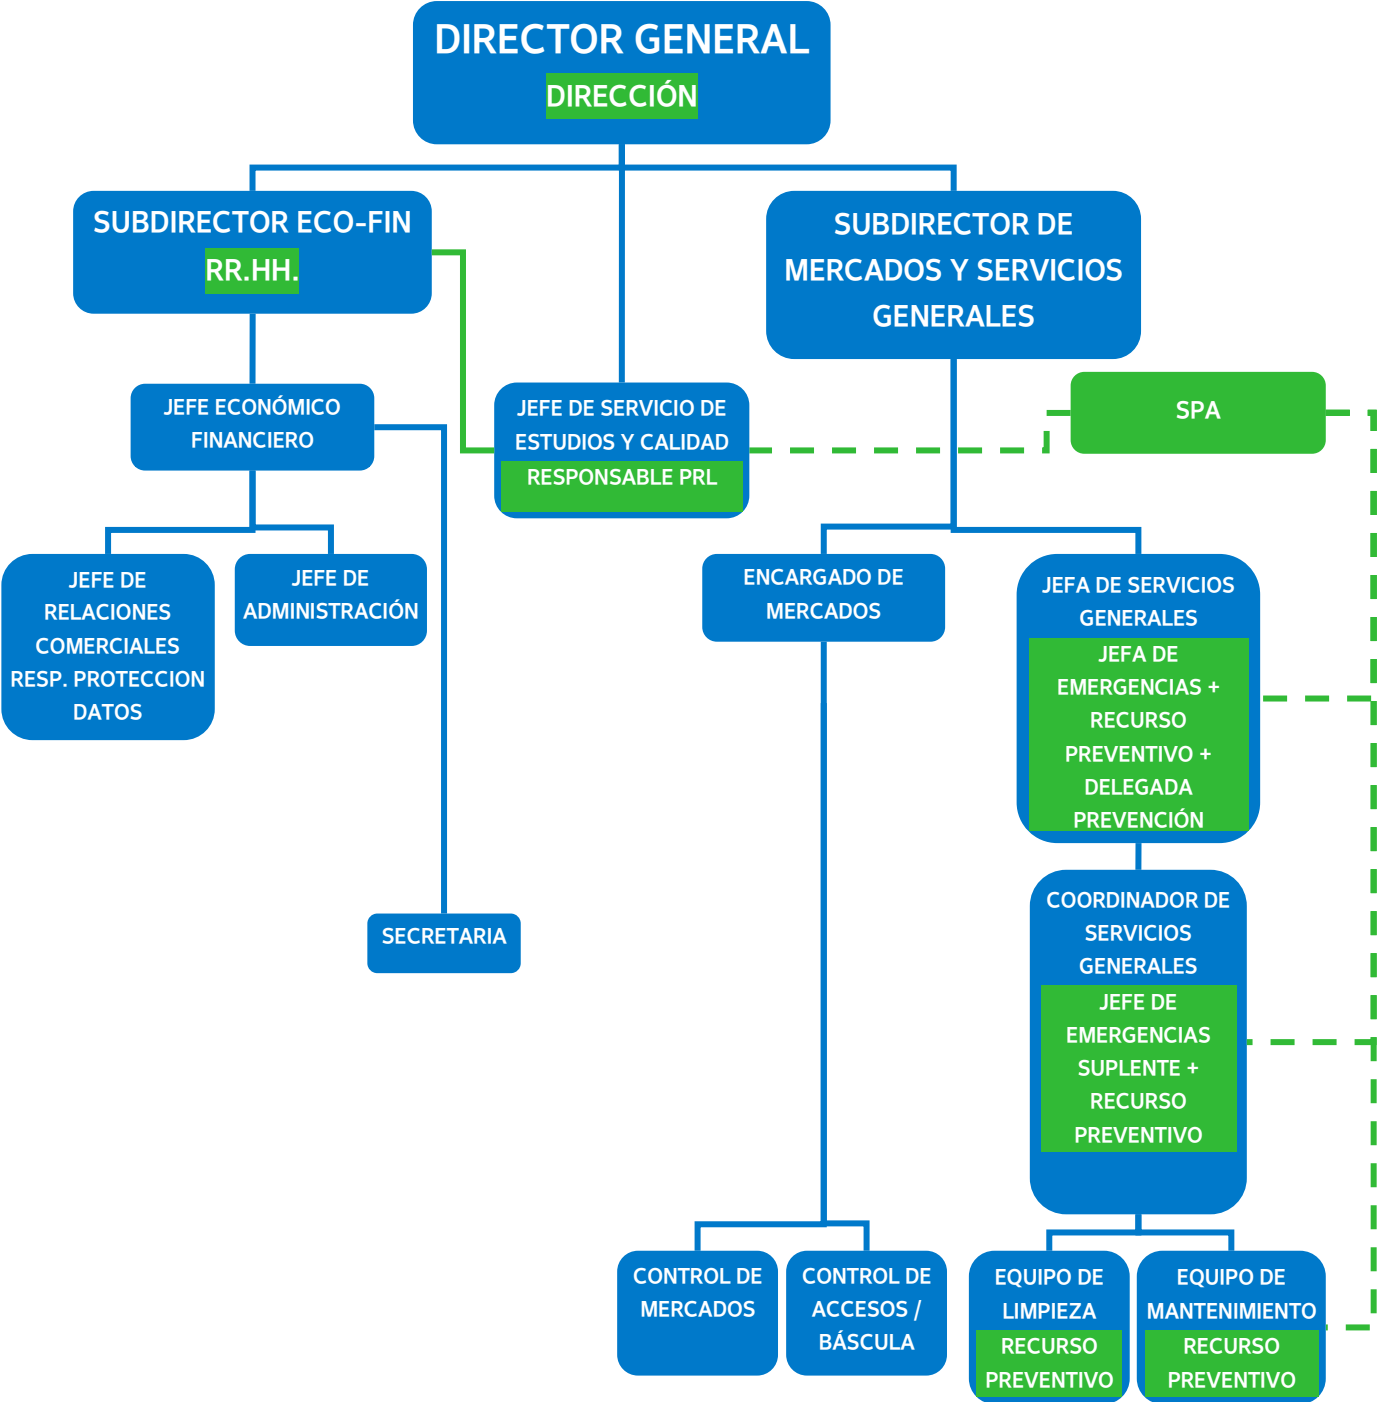 DIRECTOR GENERAL
DIRECCIÓN
SUBDIRECTOR ECO-FIN
RR.HH.
SUBDIRECTOR DE
MERCADOS Y SERVICIOS
GENERALES
JEFE ECONÓMICO
FINANCIERO
JEFE DE SERVICIO DE
ESTUDIOS Y CALIDAD
RESPONSABLE PRL
SPA
JEFE DE
RELACIONES
COMERCIALES
RESP. PROTECCION
DATOS
JEFE DE
ADMINISTRACIÓN
ENCARGADO DE
MERCADOS
JEFA DE SERVICIOS
GENERALES
JEFA DE
EMERGENCIAS +
RECURSO
PREVENTIVO +
DELEGADA
PREVENCIÓN
SECRETARIA
COORDINADOR DE
SERVICIOS
GENERALES
JEFE DE
EMERGENCIAS
SUPLENTE +
RECURSO
PREVENTIVO
CONTROL DE
MERCADOS
CONTROL DE
ACCESOS /
BÁSCULA
EQUIPO DE
LIMPIEZA
RECURSO
PREVENTIVO
EQUIPO DE
MANTENIMIENTO
RECURSO
PREVENTIVO